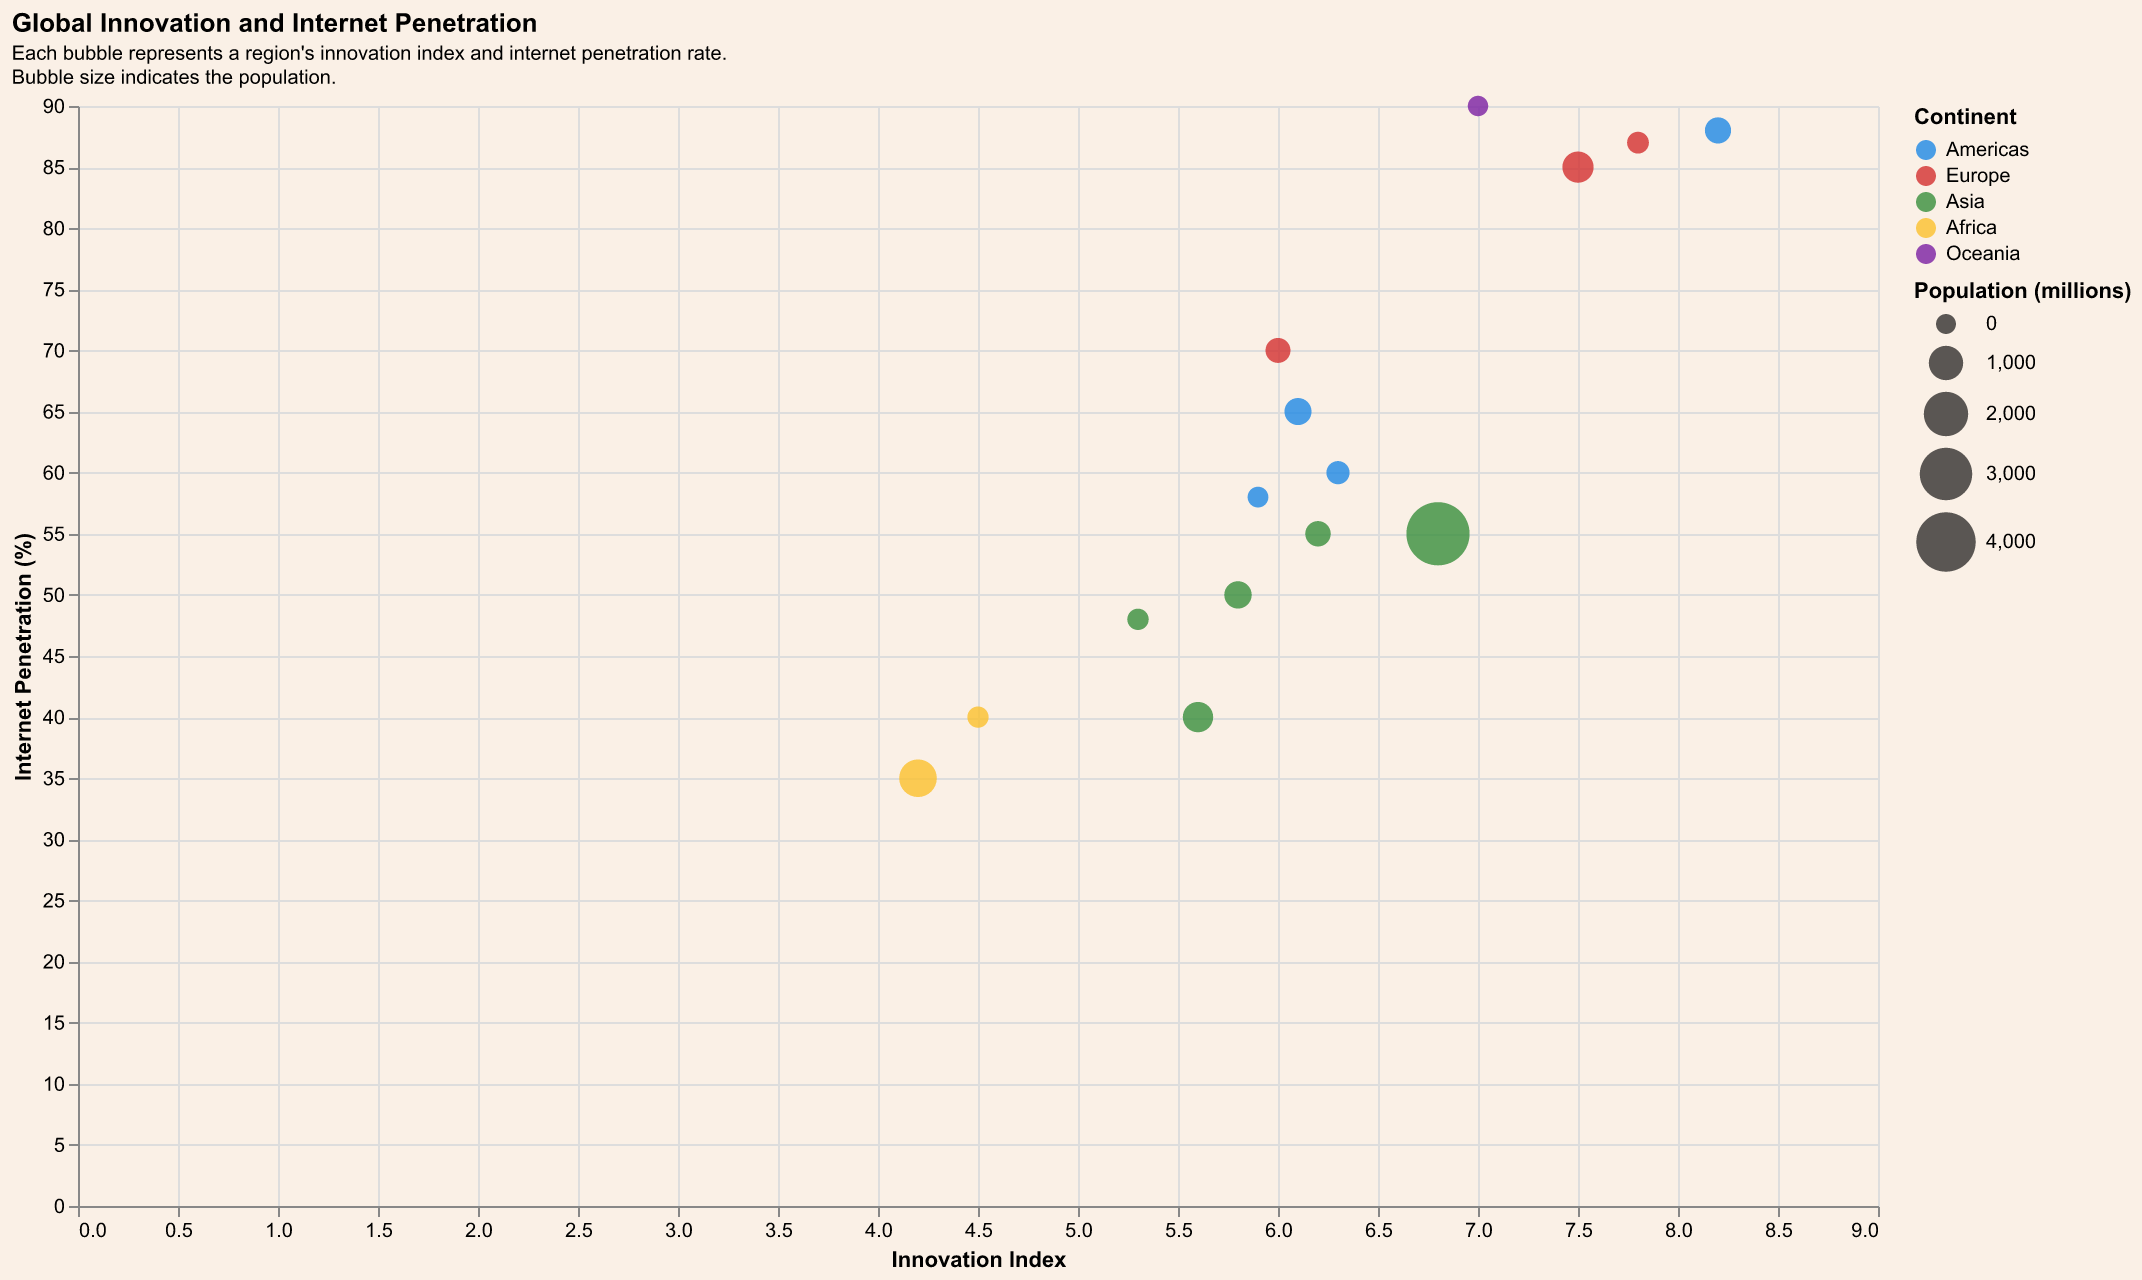 Global Innovation and Internet Penetration
Each bubble represents a region's innovation index and internet penetration rate.
Bubble size indicates the population.
Internet Penetration (%)
90
85
80
75
70
65
60
55
50
45
40
35
30
25
20
15
10
5
0
0.0 0.5 1.0 1.5 2.0 2.5 3.0 3.5 4.0 4.5 5.0 5.5 6.0 6.5 7.0 7.5 8.0 8.5 9.0
Innovation Index
Continent
Americas
Europe
Asia
Africa
Oceania
Population (millions)
0
1,000
2,000
3,000
4,000